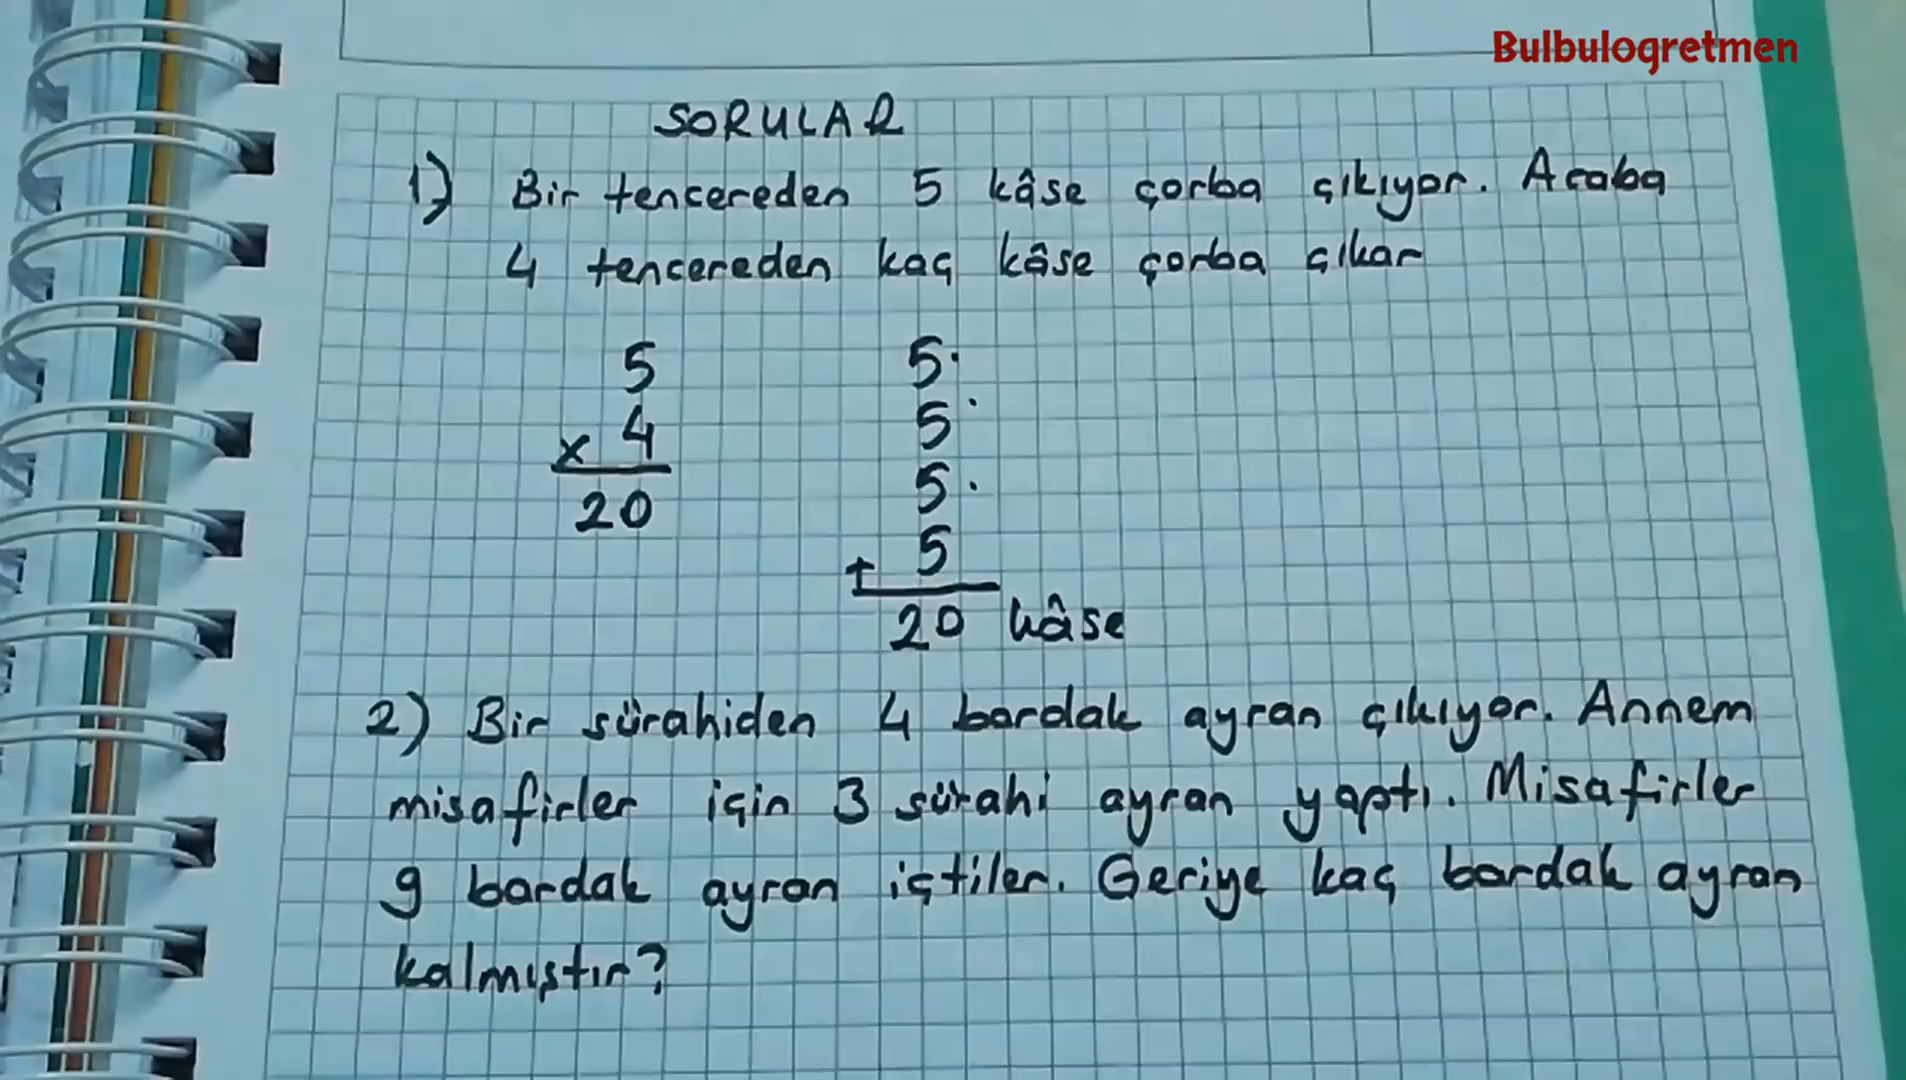 Bulbulogretmen
SORULAR
1) Bir tencereden 5 kâse çorba çıkıyor. Acaba
4 tencereden kaç kâse çorba çıkar
5 5.
x 4 5.
20 5.
+ 5
20 kâse
2) Bir sürahiden 4 bardak ayran çıkıyor. Annem
misafirler için 3 sürahi ayran yaptı. Misafirler
9 bardak ayran içtiler. Geriye kaç bardak ayran
kalmıştır?